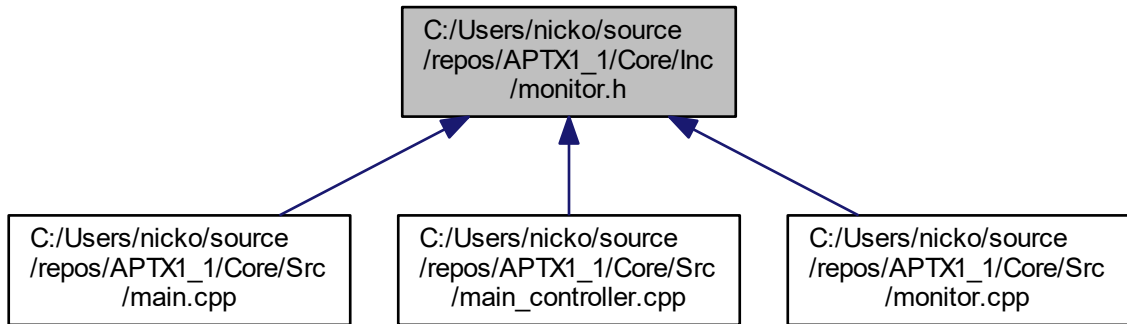 C:/Users/nicko/source
/repos/APTX1_1/Core/Inc
/monitor.h
C:/Users/nicko/source
/repos/APTX1_1/Core/Src
/main.cpp
C:/Users/nicko/source
/repos/APTX1_1/Core/Src
/main_controller.cpp
C:/Users/nicko/source
/repos/APTX1_1/Core/Src
/monitor.cpp